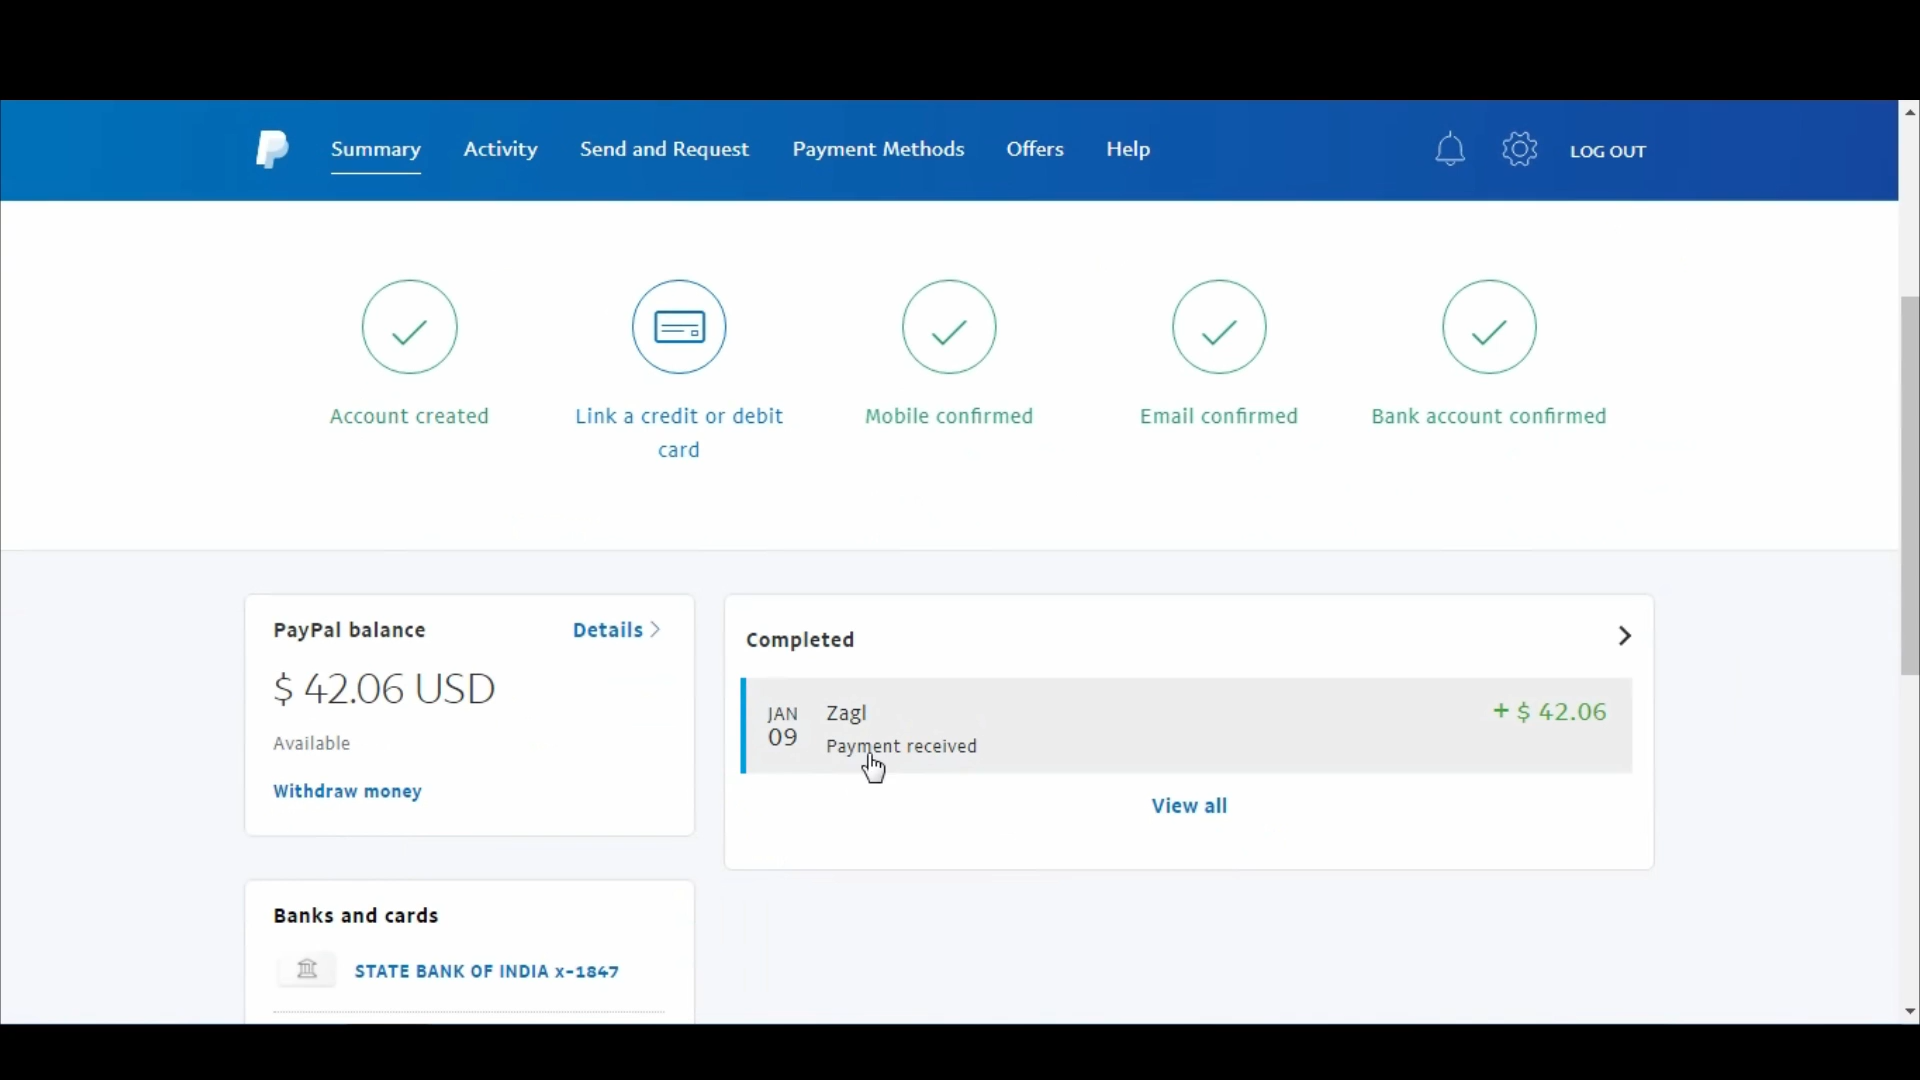 Summary Activity Send and Request Payment Methods Offers Help LOG OUT
Account created
Link a credit or debit
card
Mobile confirmed
Email confirmed
Bank account confirmed
PayPal balance Details
$ 42.06 USD
Available
Withdraw money
Completed
JAN
09
Zagl
Payment received
+ $ 42.06
View all
Banks and cards
STATE BANK OF INDIA x-1847